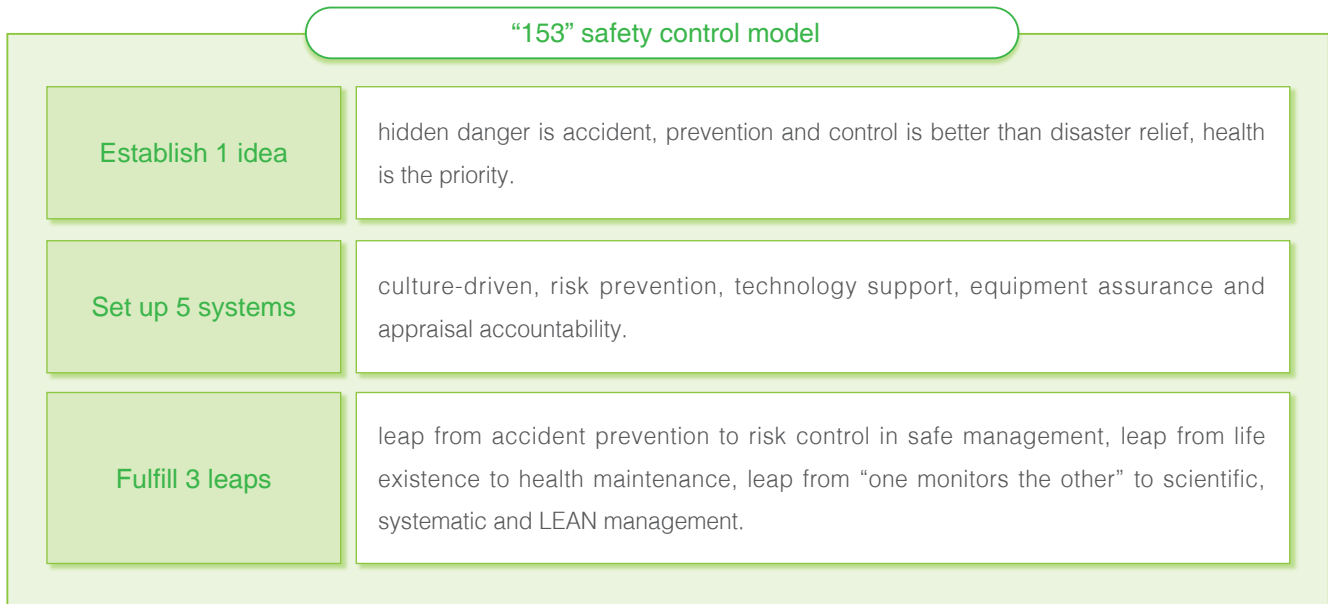 “153” safety control model
Establish 1 idea
hidden danger is accident, prevention and control is better than disaster relief, health
is the priority.
Set up 5 systems
culture-driven, risk prevention, technology support, equipment assurance and
appraisal accountability.
Fulfill 3 leaps
leap from accident prevention to risk control in safe management, leap from life
existence to health maintenance, leap from “one monitors the other” to scientific,
systematic and LEAN management.